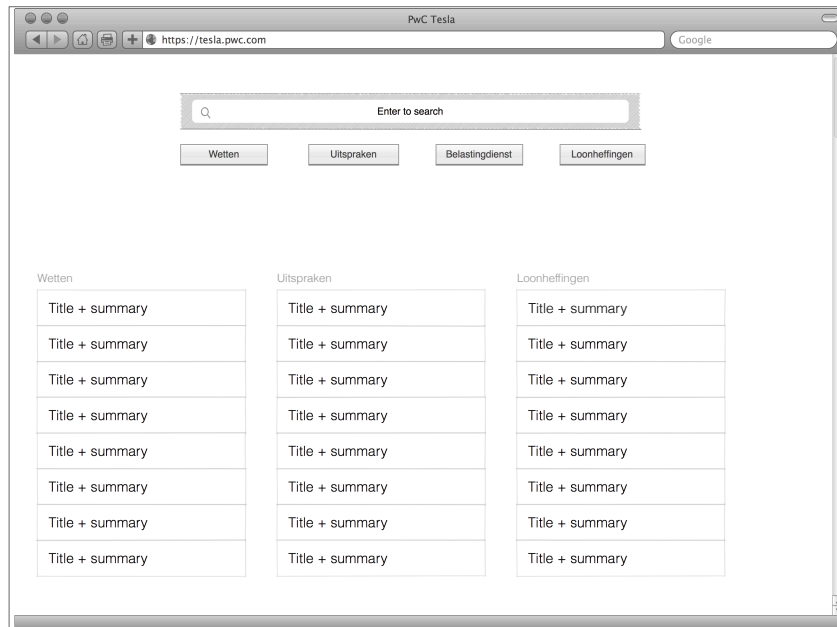 PwC Tesla
https://tesla.pwc.com
Google
Enter to search
Wetten Uitspraken Belastingdienst Loonheffingen
Wetten Uitspraken Loonheffingen
Title + summary Title + summary Title + summary
Title + summary Title + summary Title + summary
Title + summary Title + summary Title + summary
Title + summary Title + summary Title + summary
Title + summary Title + summary Title + summary
Title + summary Title + summary Title + summary
Title + summary Title + summary Title + summary
Title + summary Title + summary Title + summary